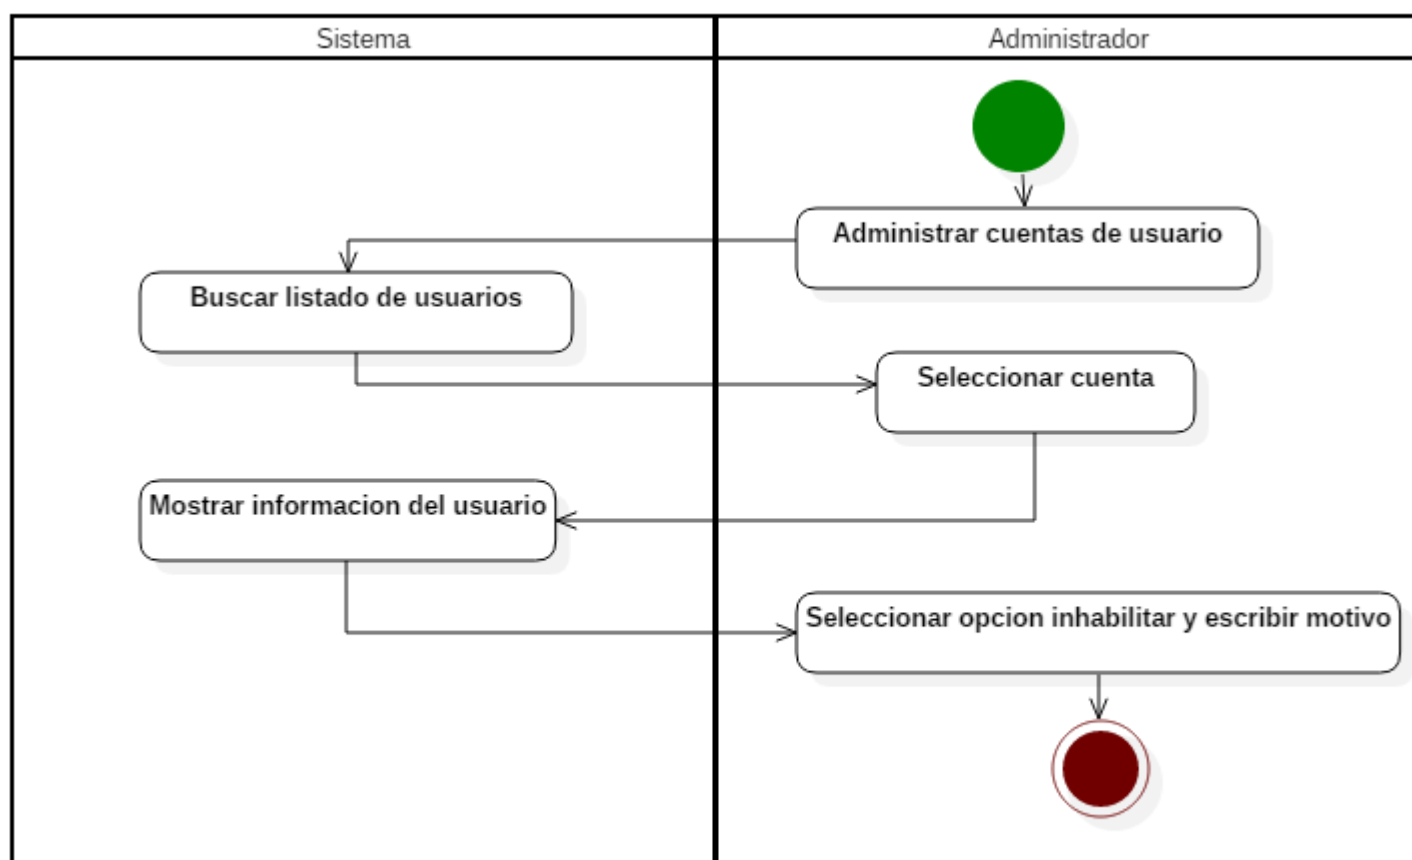 Sistema
Administrador
Administrar cuentas de usuario
Buscar listado de usuarios
Seleccionar cuenta
Mostrar informacion del usuario
Seleccionar opcion inhabilitar y escribir motivo